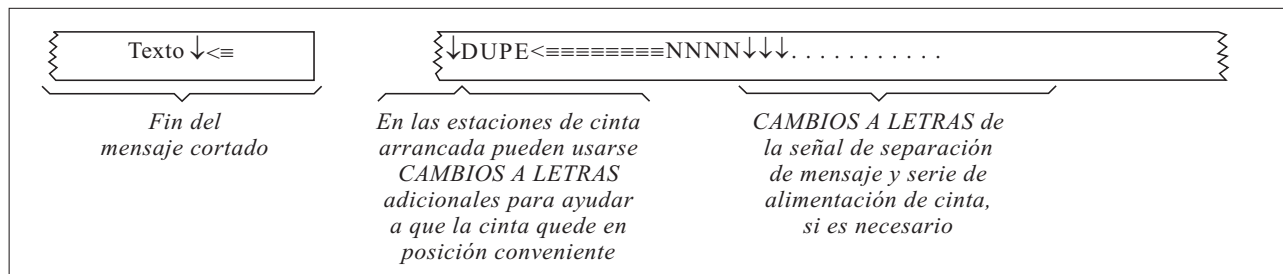 Texto ↓<≡
↓DUPE<≡≡≡≡≡≡≡≡NNNN↓↓↓. . . . . . . . . . .
Fin del
mensaje cortado
En las estaciones de cinta
arrancada pueden usarse
CAMBIOS A LETRAS
adicionales para ayudar
a que la cinta quede en
posición conveniente
CAMBIOS A LETRAS de
la señal de separación
de mensaje y serie de
alimentación de cinta,
si es necesario